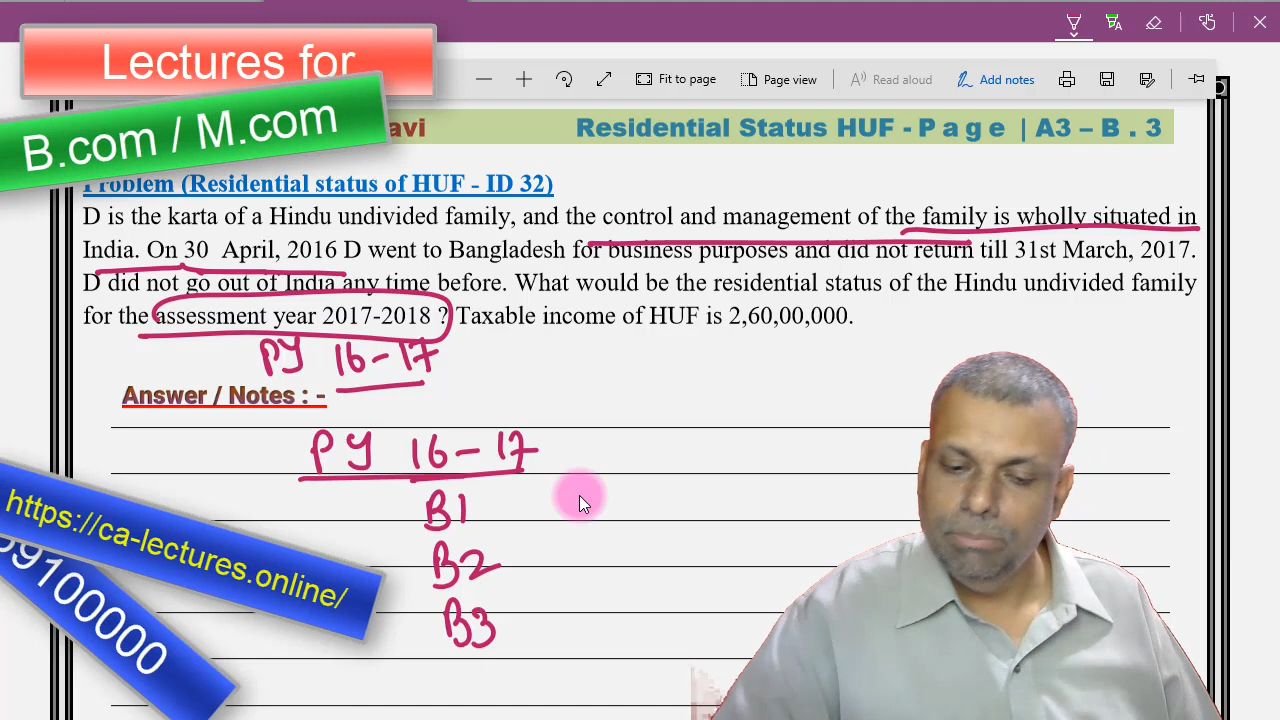 Lectures for
B.com / M.com
avi
Residential Status HUF - P a g e | A3 – B . 3
Fit to page
Page view
Read aloud
Add notes
Problem (Residential status of HUF - ID 32)
D is the karta of a Hindu undivided family, and the control and management of the family is wholly situated in
India. On 30 April, 2016 D went to Bangladesh for business purposes and did not return till 31st March, 2017.
D did not go out of India any time before. What would be the residential status of the Hindu undivided family
for the assessment year 2017-2018 ? Taxable income of HUF is 2,60,00,000.
PY 16-17
Answer / Notes : -
PY 16-17
B1
B2
B3
https://ca-lectures.online/
9100000